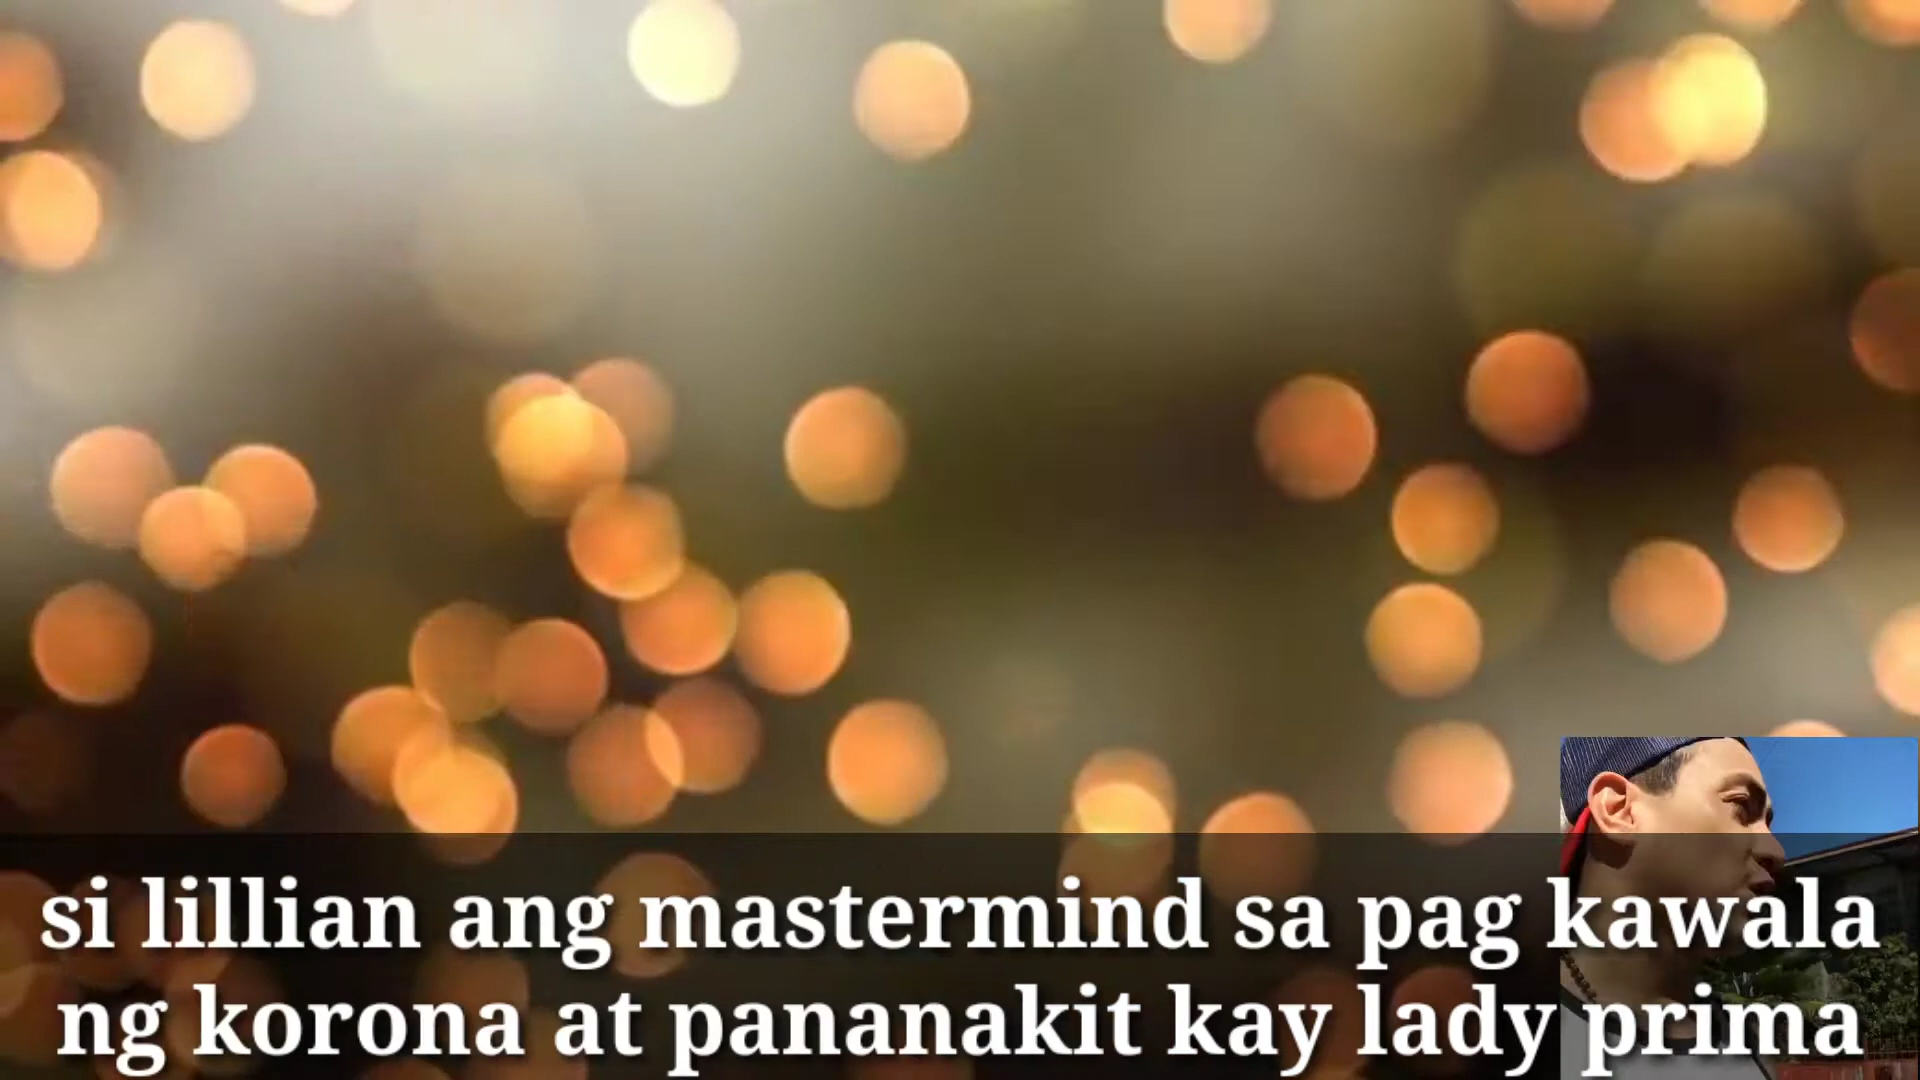 si lillian ang mastermind sa pag kawala
ng korona at pananakit kay lady prima